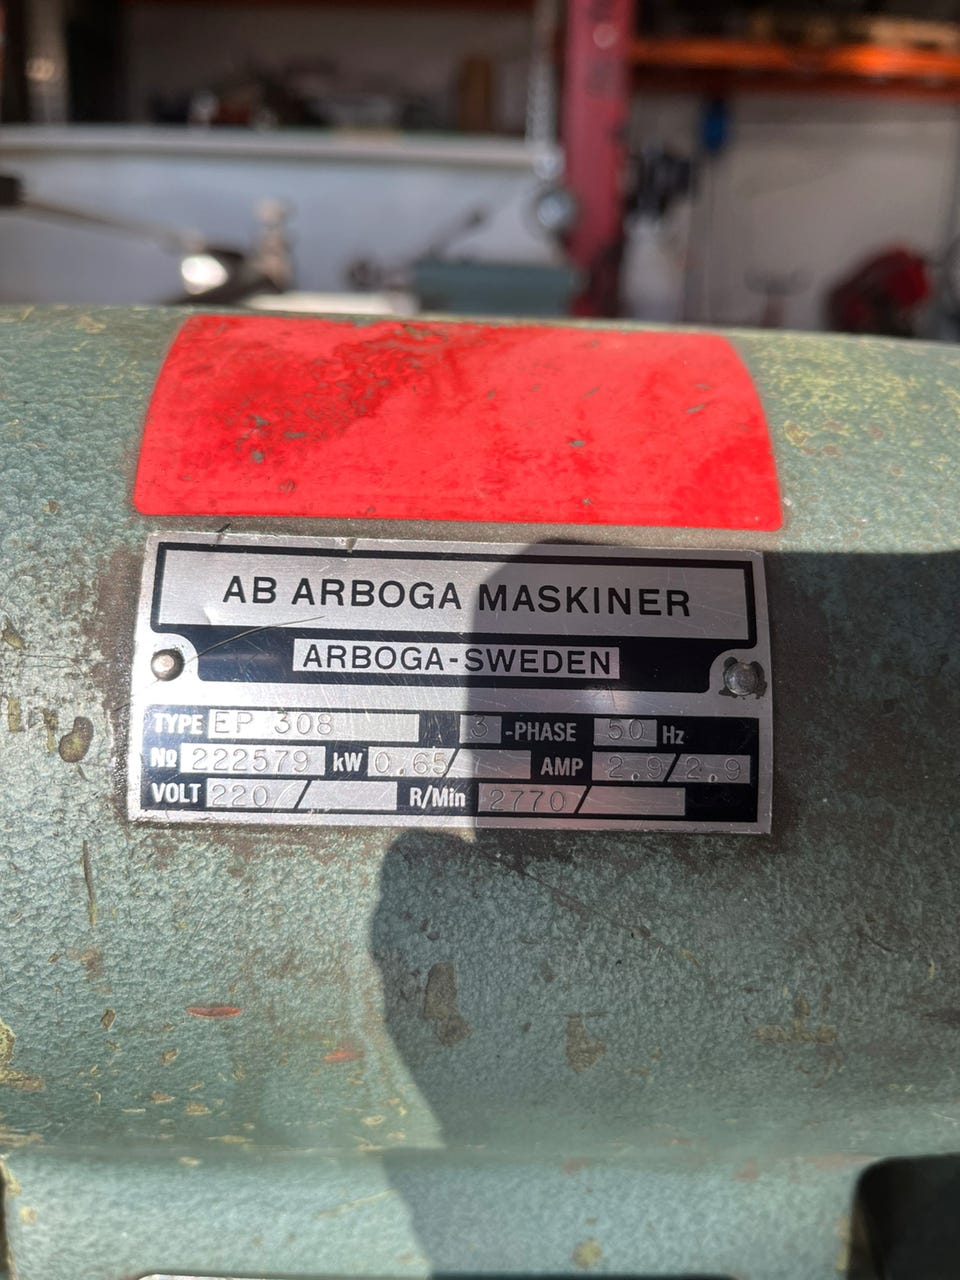 AB ARBOGA MASKINER
ARBOGA-SWEDEN
TYPE EP 308 3 -PHASE 50 Hz
No 222579 kW 0.65/ AMP 2.9/2.9
VOLT 220 / R/Min 2770/